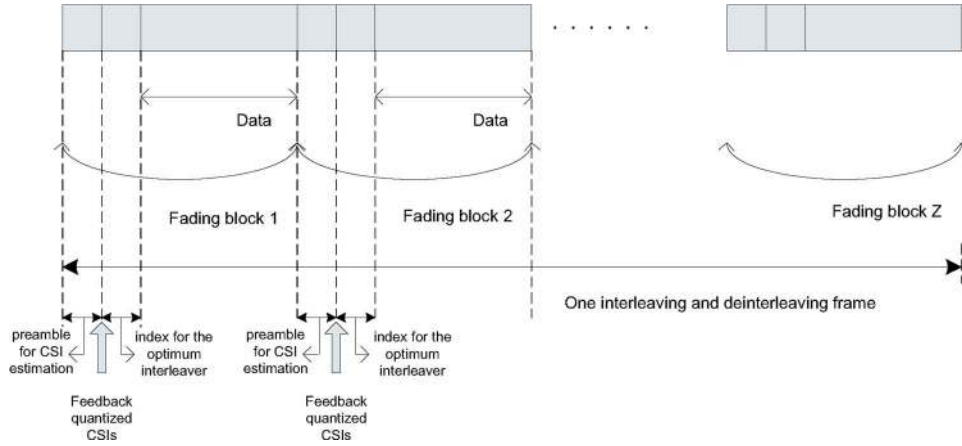 . . . . . .
Data
Data
Fading block 1
Fading block 2
Fading block Z
One interleaving and deinterleaving frame
preamble
for CSI
estimation
index for the
optimum
interleaver
preamble
for CSI
estimation
index for the
optimum
interleaver
Feedback
quantized
CSIs
Feedback
quantized
CSIs